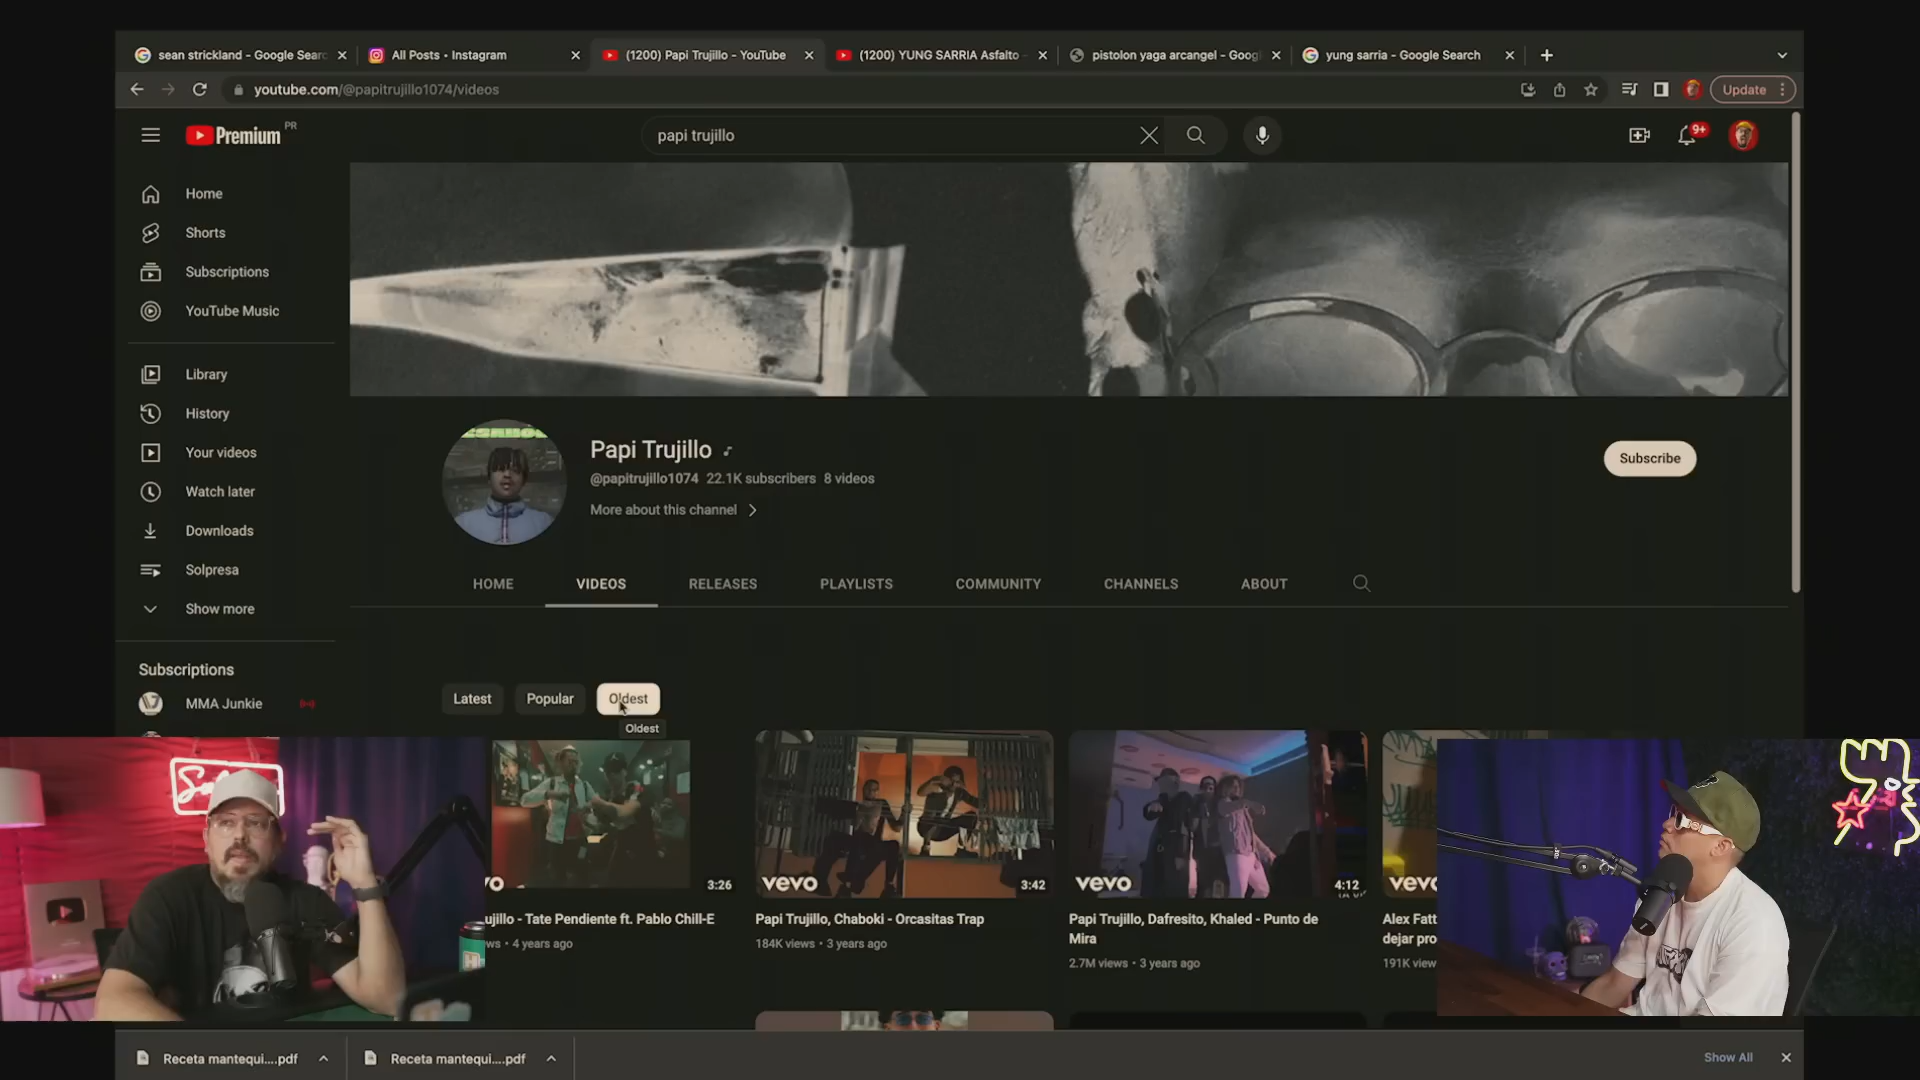 sean strickland - Google Searc
All Posts • Instagram
(1200) Papi Trujillo - YouTube
(1200) YUNG SARRIA Asfalto -
pistolon yaga arcangel - Goog
yung sarria - Google Search
youtube.com/@papitrujillo1074/videos
Update
Premium PR
papi trujillo
9+
Home
Shorts
Subscriptions
YouTube Music
Library
History
Your videos
Watch later
Downloads
Solpresa
Show more
Subscriptions
MMA Junkie
Papi Trujillo
@papitrujillo1074 22.1K subscribers 8 videos
More about this channel
Subscribe
HOME VIDEOS RELEASES PLAYLISTS COMMUNITY CHANNELS ABOUT
Latest Popular Oldest
Oldest
vo 3:26
ujillo - Tate Pendiente ft. Pablo Chill-E
ws • 4 years ago
vevo 3:42
Papi Trujillo, Chaboki - Orcasitas Trap
184K views • 3 years ago
vevo 4:12
Papi Trujillo, Dafresito, Khaled - Punto de
Mira
2.7M views • 3 years ago
vevo
Alex Fatt
dejar pro
191K view
Receta mantequi....pdf
Receta mantequi....pdf
Show All